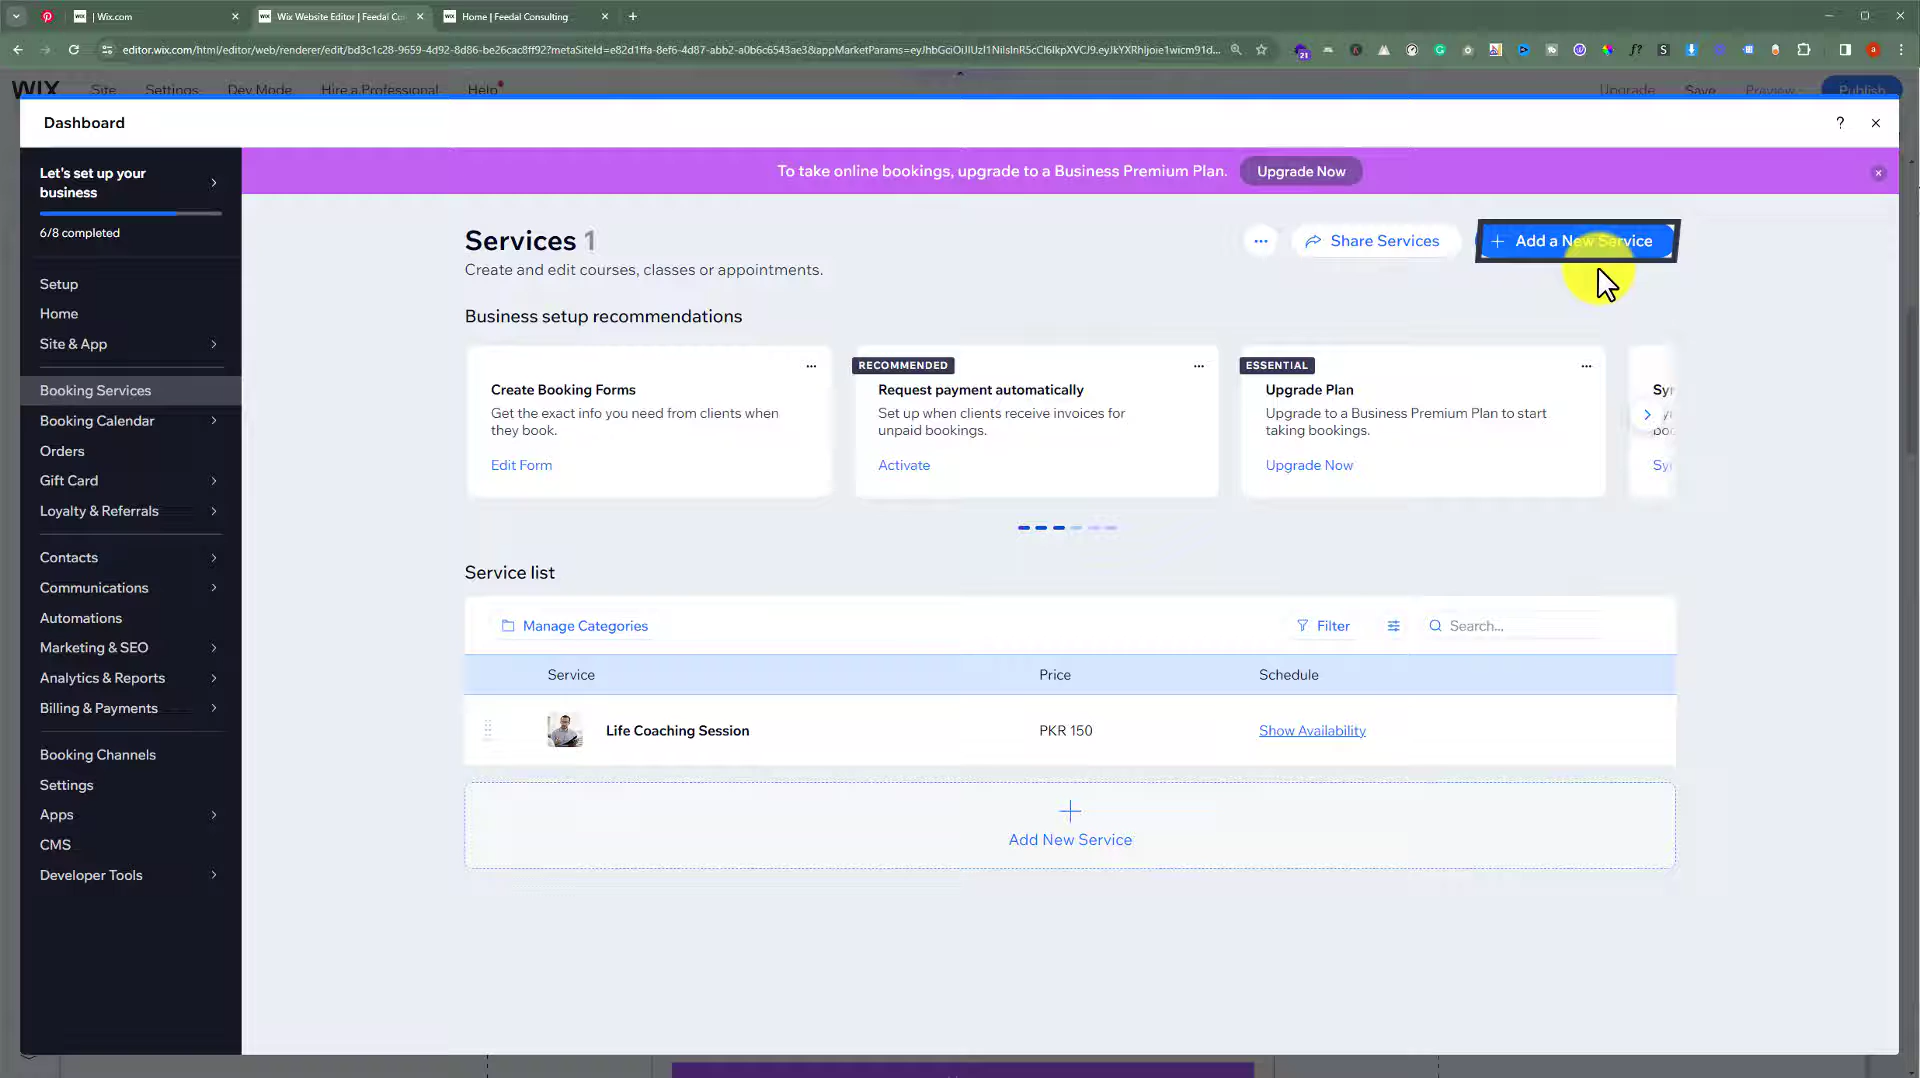 Wix.com
Wix Website Editor | Feedal Co
Home | Feedal Consulting
WIX
Site
Settings
Dev Mode
Hire a Professional
Help
Upgrade
Save
Preview
Publish
Dashboard
?
Let's set up your
business
6/8 completed
Setup
Home
Site & App
Booking Services
Booking Calendar
Orders
Gift Card
Loyalty & Referrals
Contacts
Communications
Automations
Marketing & SEO
Analytics & Reports
Billing & Payments
Booking Channels
Settings
Apps
CMS
Developer Tools
To take online bookings, upgrade to a Business Premium Plan.
Upgrade Now
Services 1
Create and edit courses, classes or appointments.
Share Services
Add a New Service
Business setup recommendations
Create Booking Forms
Get the exact info you need from clients when
they book.
Edit Form
RECOMMENDED
Request payment automatically
Set up when clients receive invoices for
unpaid bookings.
Activate
ESSENTIAL
Upgrade Plan
Upgrade to a Business Premium Plan to start
taking bookings.
Upgrade Now
Service list
Manage Categories
Filter
Search...
Service
Price
Schedule
Life Coaching Session
PKR 150
Show Availability
Add New Service